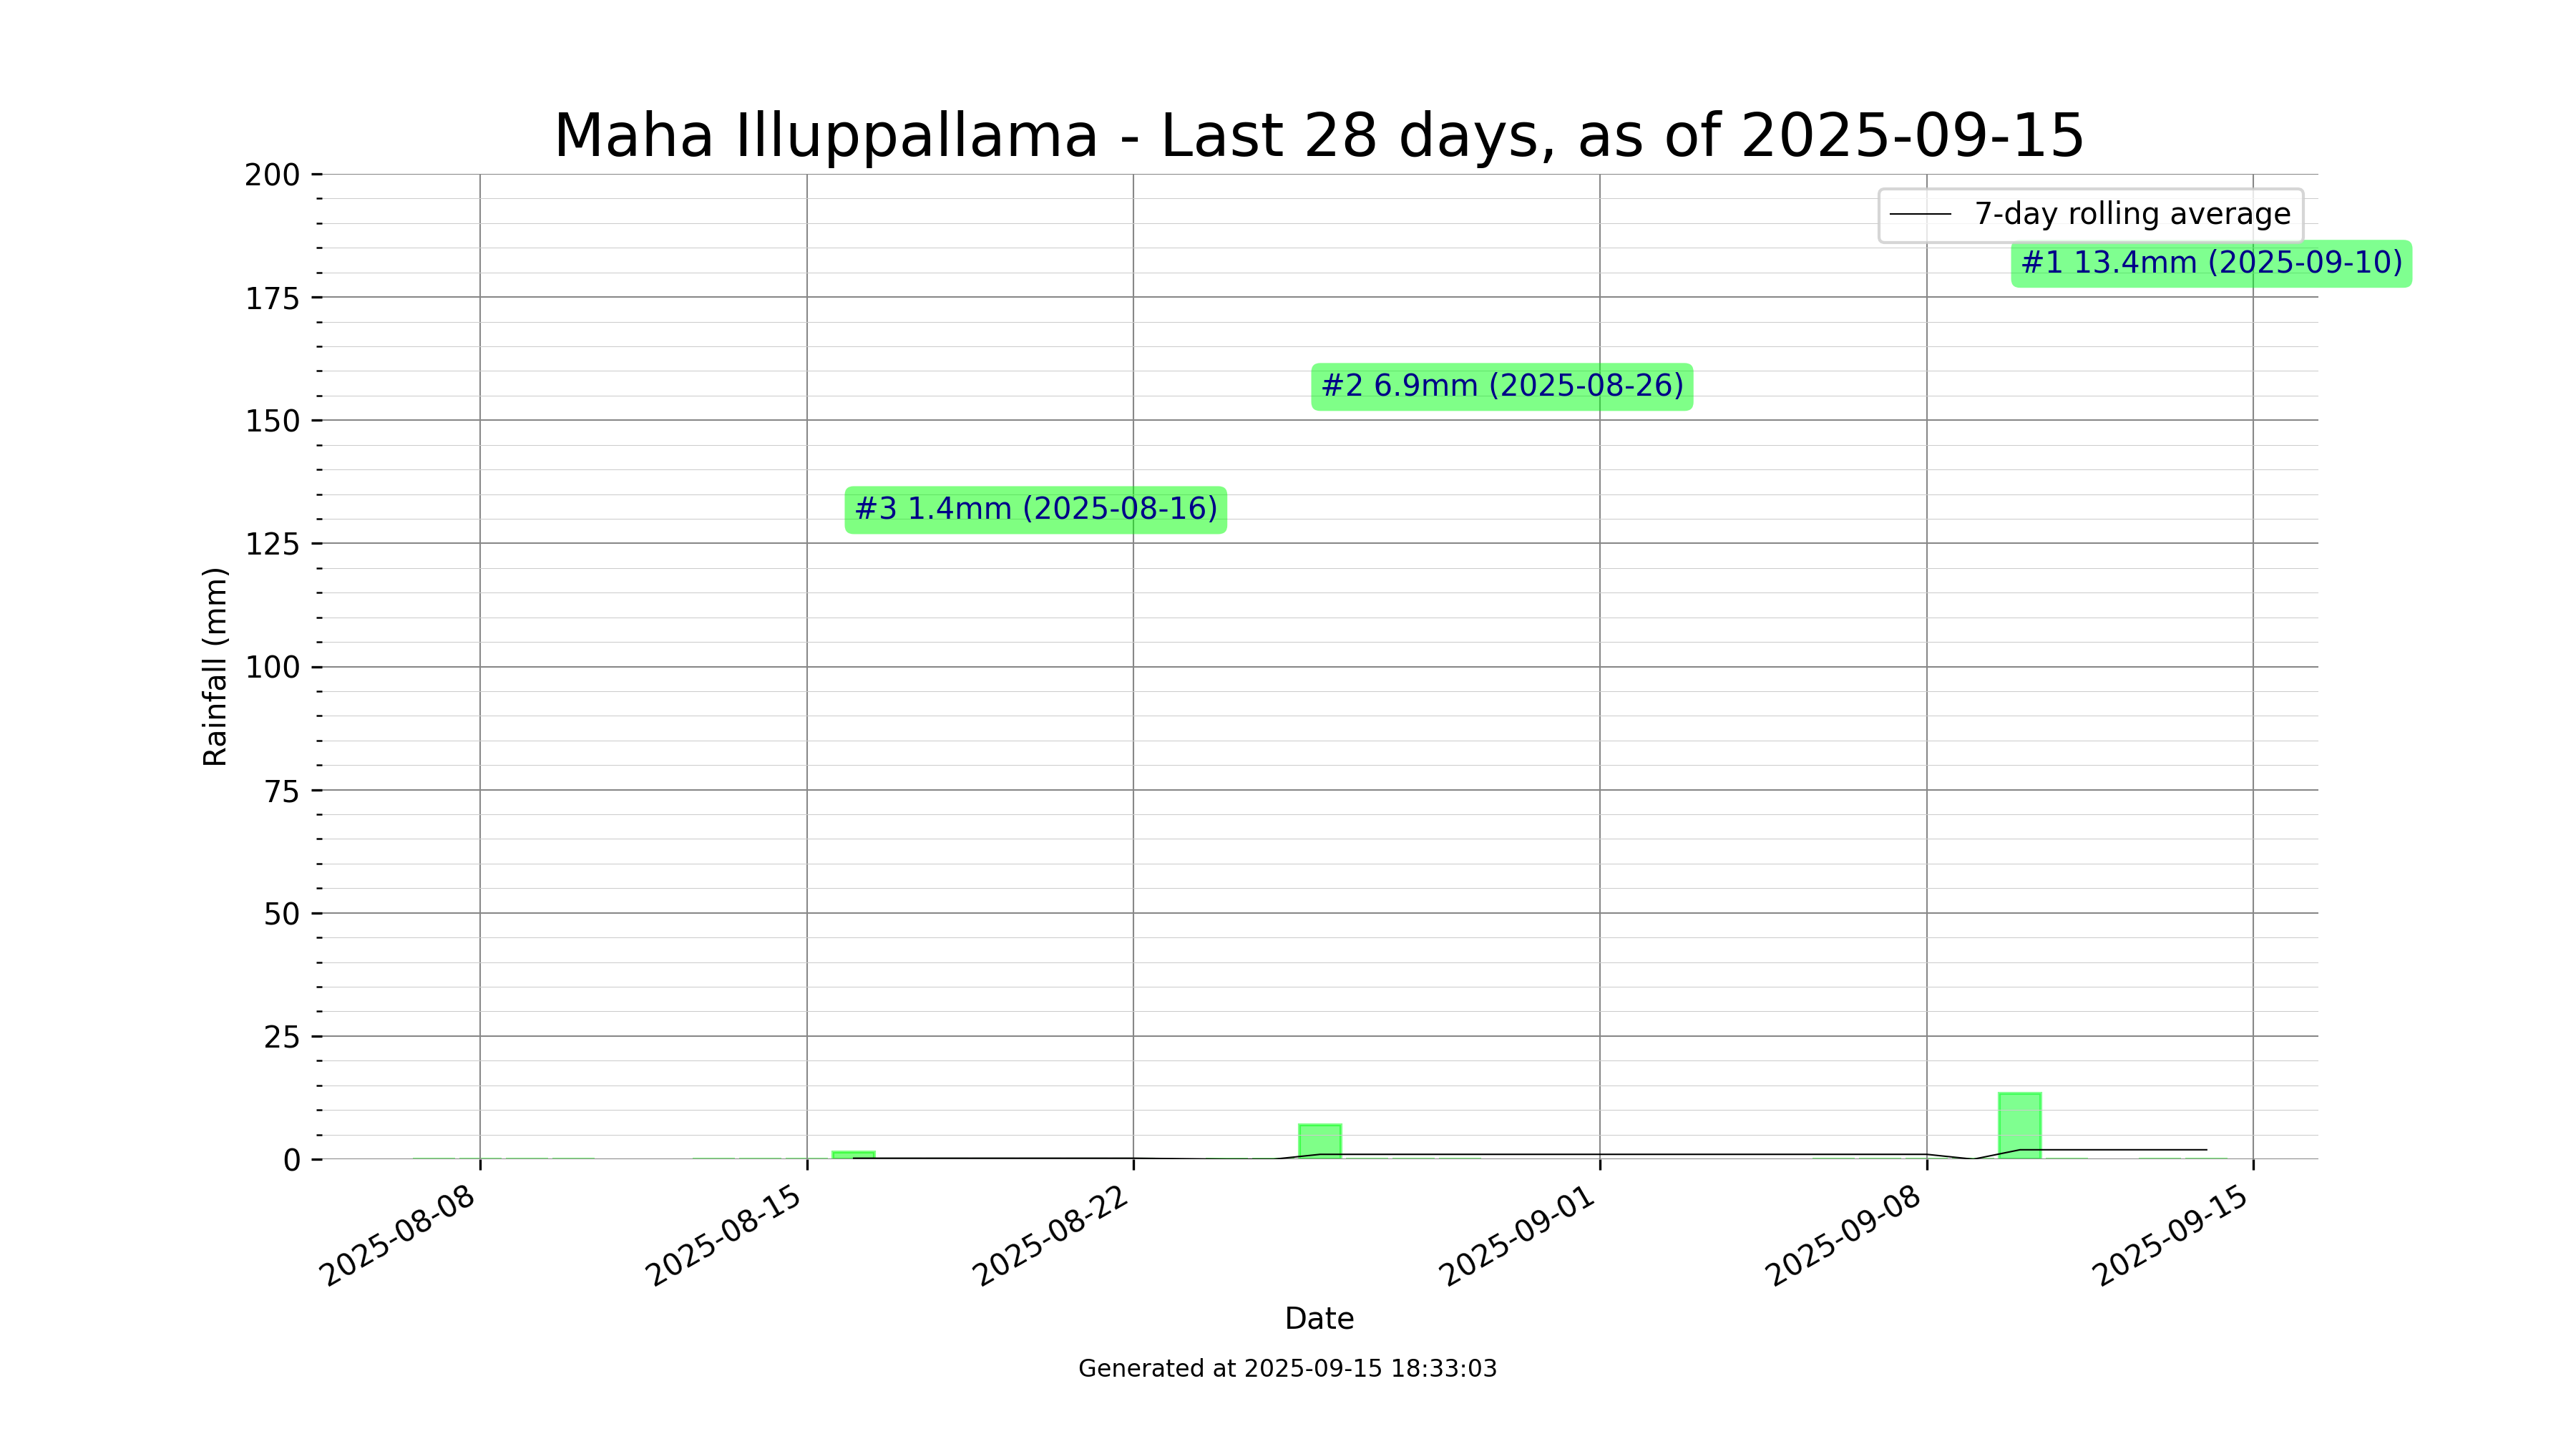 Maha Illuppallama - Last 28 days, as of 2025-09-15
200
175
150
125
100
75
50
25
0
Rainfall (mm)
7-day rolling average
#1 13.4mm (2025-09-10)
#2 6.9mm (2025-08-26)
#3 1.4mm (2025-08-16)
2025-08-08
2025-08-15
2025-08-22
2025-09-01
2025-09-08
2025-09-15
Date
Generated at 2025-09-15 18:33:03